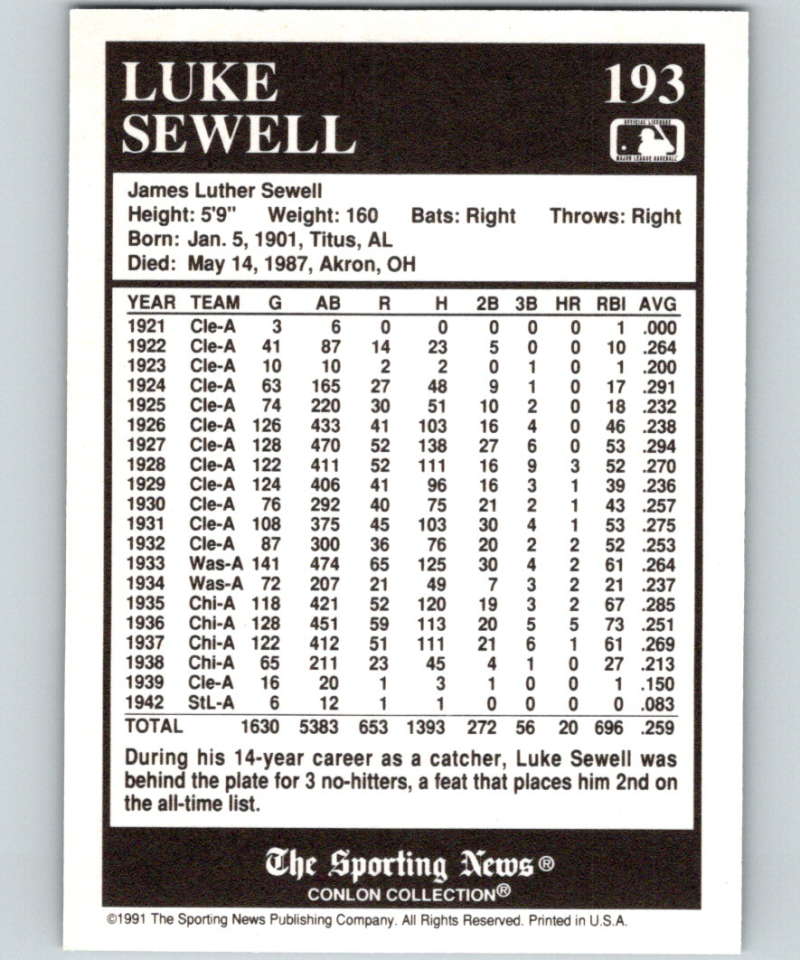 LUKE 193
SEWELL
OFFICIAL LICENSEE
MAJOR LEAGUE BASEBALL
James Luther Sewell
Height: 5'9" Weight: 160 Bats: Right Throws: Right
Born: Jan. 5, 1901, Titus, AL
Died: May 14, 1987, Akron, OH
YEAR TEAM G AB R H 2B 3B HR RBI AVG
1921 Cle-A 3 6 0 0 0 0 0 1 .000
1922 Cle-A 41 87 14 23 5 0 0 10 .264
1923 Cle-A 10 10 2 2 0 1 0 1 .200
1924 Cle-A 63 165 27 48 9 1 0 17 .291
1925 Cle-A 74 220 30 51 10 2 0 18 .232
1926 Cle-A 126 433 41 103 16 4 0 46 .238
1927 Cle-A 128 470 52 138 27 6 0 53 .294
1928 Cle-A 122 411 52 111 16 9 3 52 .270
1929 Cle-A 124 406 41 96 16 3 1 39 .236
1930 Cle-A 76 292 40 75 21 2 1 43 .257
1931 Cle-A 108 375 45 103 30 4 1 53 .275
1932 Cle-A 87 300 36 76 20 2 2 52 .253
1933 Was-A 141 474 65 125 30 4 2 61 .264
1934 Was-A 72 207 21 49 7 3 2 21 .237
1935 Chi-A 118 421 52 120 19 3 2 67 .285
1936 Chi-A 128 451 59 113 20 5 5 73 .251
1937 Chi-A 122 412 51 111 21 6 1 61 .269
1938 Chi-A 65 211 23 45 4 1 0 27 .213
1939 Cle-A 16 20 1 3 1 0 0 1 .150
1942 StL-A 6 12 1 1 0 0 0 0 .083
TOTAL 1630 5383 653 1393 272 56 20 696 .259
During his 14-year career as a catcher, Luke Sewell was
behind the plate for 3 no-hitters, a feat that places him 2nd on
the all-time list.
The Sporting News®
CONLON COLLECTION®
©1991 The Sporting News Publishing Company. All Rights Reserved. Printed in U.S.A.